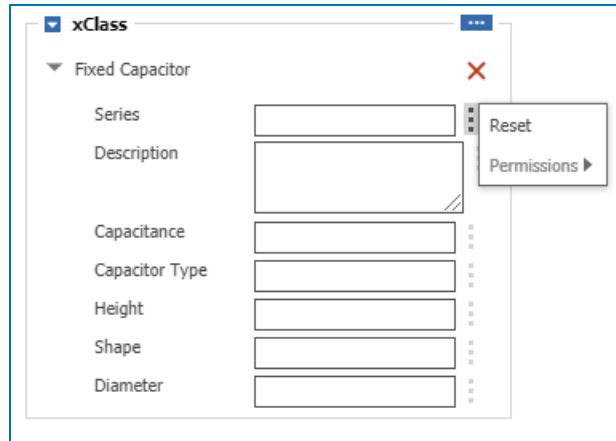 xClass
Fixed Capacitor
Series
Reset
Description
Permissions
Capacitance
Capacitor Type
Height
Shape
Diameter